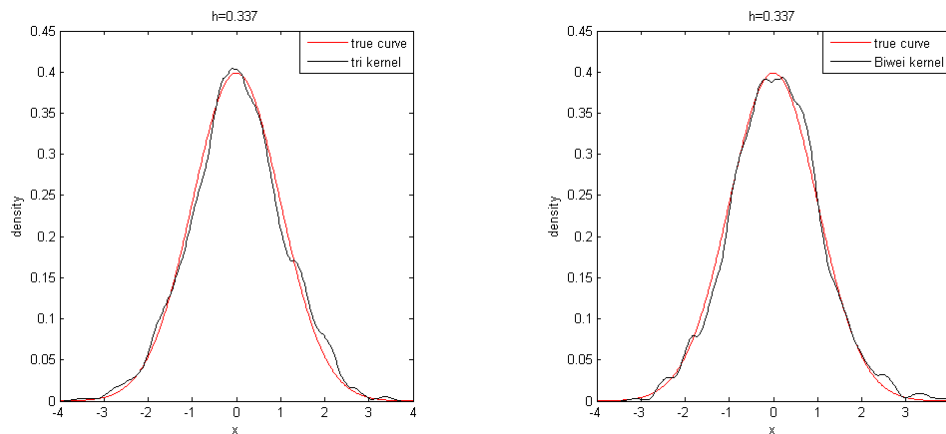 h=0.337
0.45
0.4
0.35
0.3
0.25
0.2
0.15
0.1
0.05
0
density
-4 -3 -2 -1 0 1 2 3 4
x
true curve
tri kernel
h=0.337
0.45
0.4
0.35
0.3
0.25
0.2
0.15
0.1
0.05
0
density
-4 -3 -2 -1 0 1 2 3
x
true curve
Biwei kernel